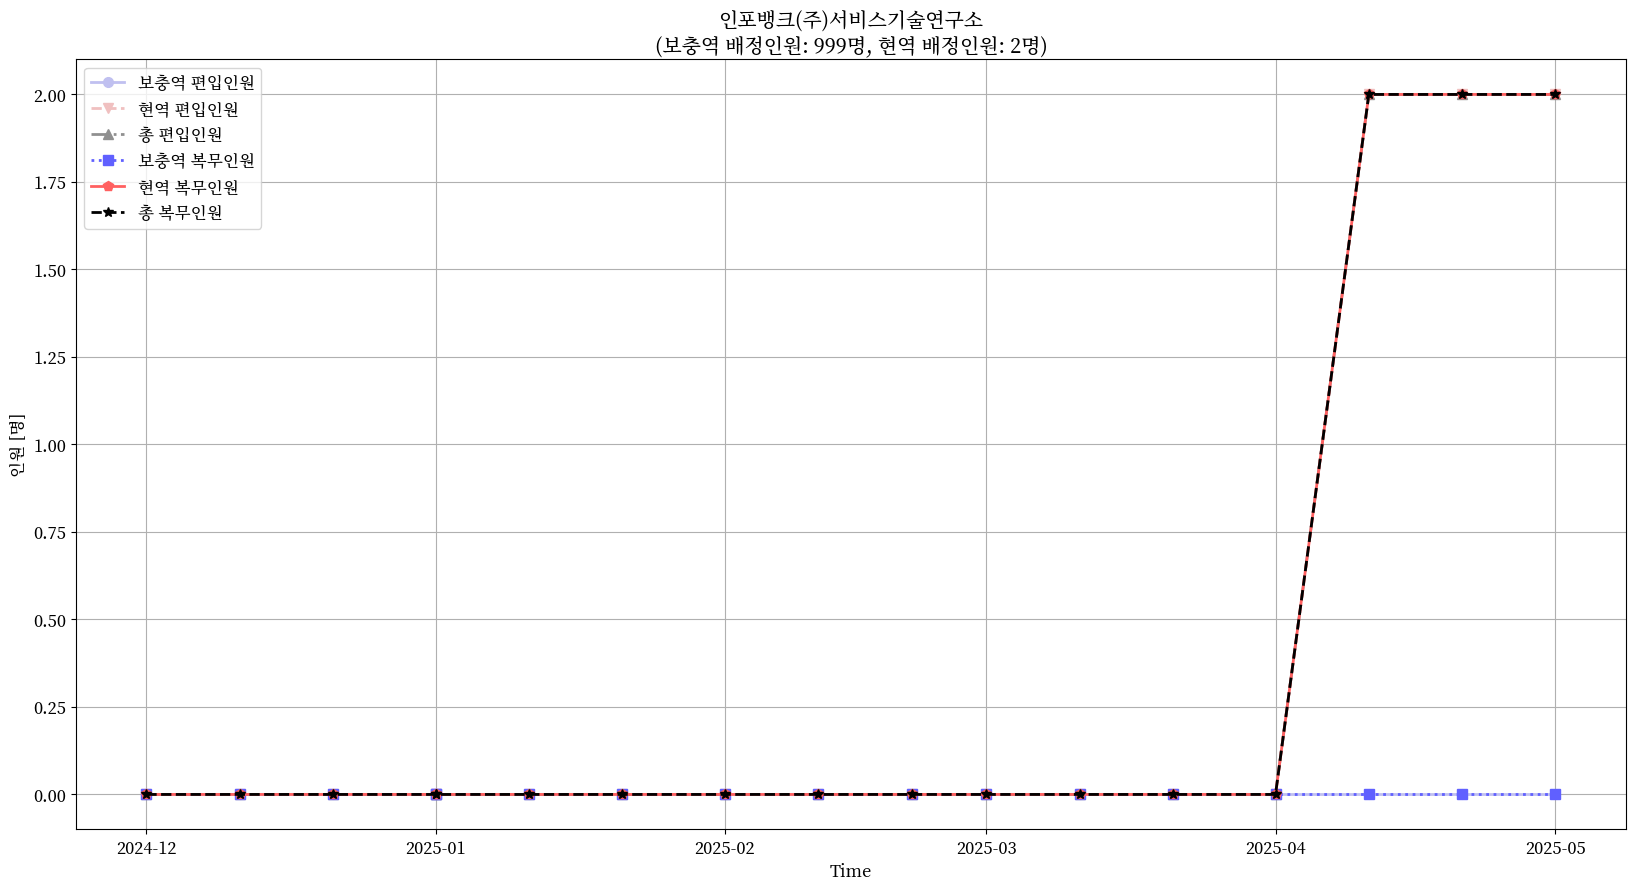 인포뱅크(주)서비스기술연구소
(보충역 배정인원: 999명, 현역 배정인원: 2명)
보충역 편입인원
현역 편입인원
총 편입인원
보충역 복무인원
현역 복무인원
총 복무인원
2.00
1.75
1.50
1.25
1.00
0.75
0.50
0.25
0.00
인원 [명]
2024-12
2025-01
2025-02
2025-03
2025-04
2025-05
Time